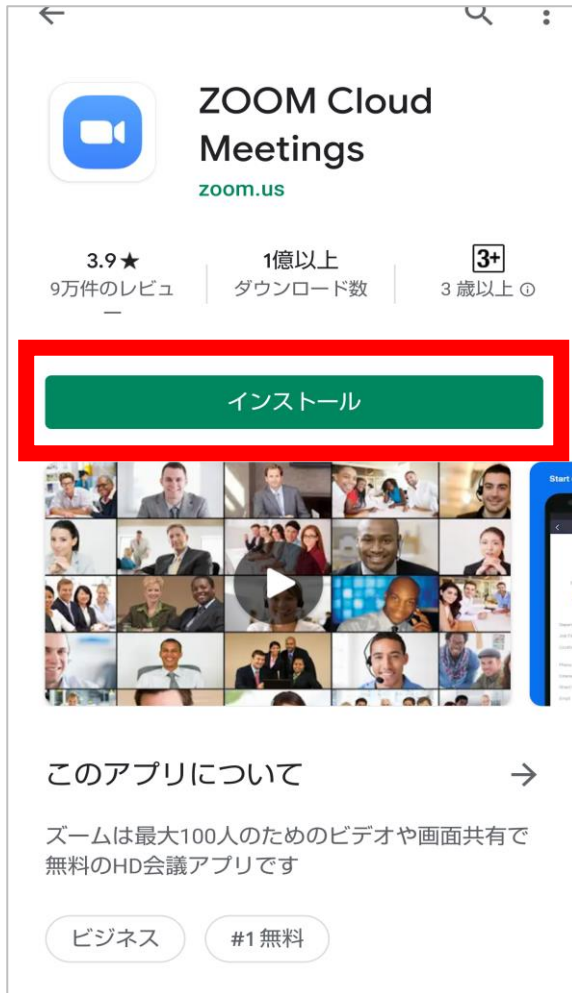 ZOOM Cloud
Meetings
zoom.us
3.9★
9万件のレビュ
ー
1億以上
ダウンロード数
3+
3 歳以上
インストール
Start
このアプリについて
ズームは最大100人のためのビデオや画面共有で
無料のHD会議アプリです
ビジネス
#1 無料